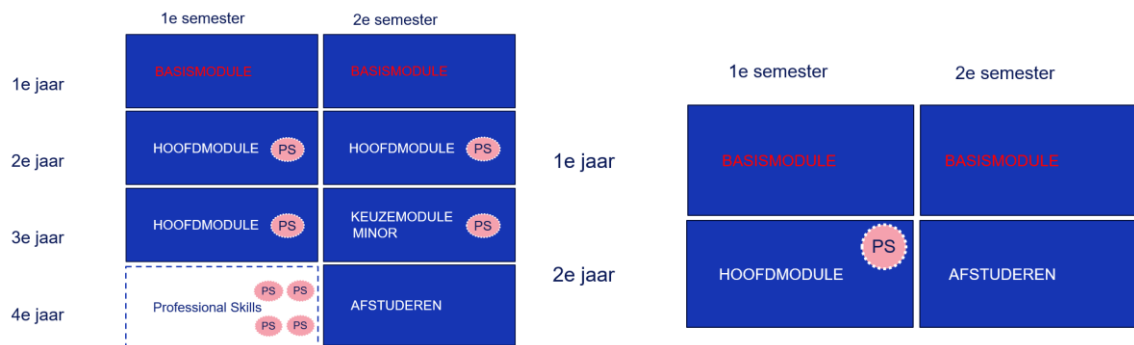 1e semester
2e semester
1e jaar
BASISMODULE
BASISMODULE
2e jaar
HOOFDMODULE
PS
HOOFDMODULE
PS
3e jaar
HOOFDMODULE
PS
KEUZEMODULE
MINOR
PS
4e jaar
Professional Skills
PS
PS
PS
PS
AFSTUDEREN
1e semester
2e semester
1e jaar
BASISMODULE
BASISMODULE
2e jaar
HOOFDMODULE
PS
AFSTUDEREN